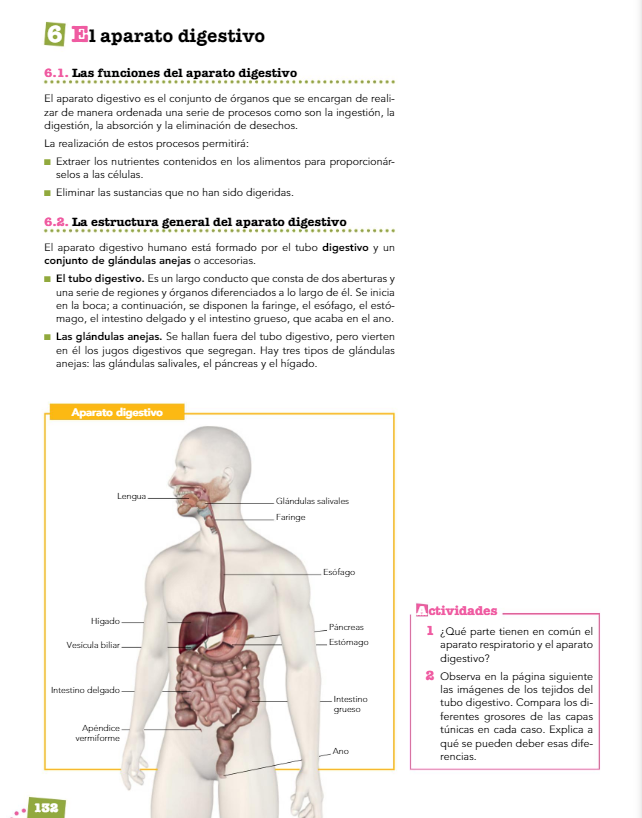 6 El aparato digestivo
6.1. Las funciones del aparato digestivo
El aparato digestivo es el conjunto de órganos que se encargan de reali-
zar de manera ordenada una serie de procesos como son la ingestión, la
digestión, la absorción y la eliminación de desechos.
La realización de estos procesos permitirá:
Extraer los nutrientes contenidos en los alimentos para proporcionár-
selos a las células.
Eliminar las sustancias que no han sido digeridas.
6.2. La estructura general del aparato digestivo
El aparato digestivo humano está formado por el tubo digestivo y un
conjunto de glándulas anejas o accesorias.
El tubo digestivo. Es un largo conducto que consta de dos aberturas y
una serie de regiones y órganos diferenciados a lo largo de él. Se inicia
en la boca; a continuación, se disponen la faringe, el esófago, el estó-
mago, el intestino delgado y el intestino grueso, que acaba en el ano.
Las glándulas anejas. Se hallan fuera del tubo digestivo, pero vierten
en él los jugos digestivos que segregan. Hay tres tipos de glándulas
anejas: las glándulas salivales, el páncreas y el hígado.
Aparato digestivo
Lengua
Glándulas salivales
Faringe
Esófago
Hígado
Páncreas
Vesícula biliar
Estómago
Intestino delgado
Intestino
grueso
Apéndice
vermiforme
Ano
Actividades
1 ¿Qué parte tienen en común el
aparato respiratorio y el aparato
digestivo?
2 Observa en la página siguiente
las imágenes de los tejidos del
tubo digestivo. Compara los di-
ferentes grosores de las capas
túnicas en cada caso. Explica a
qué se pueden deber esas dife-
rencias.
132